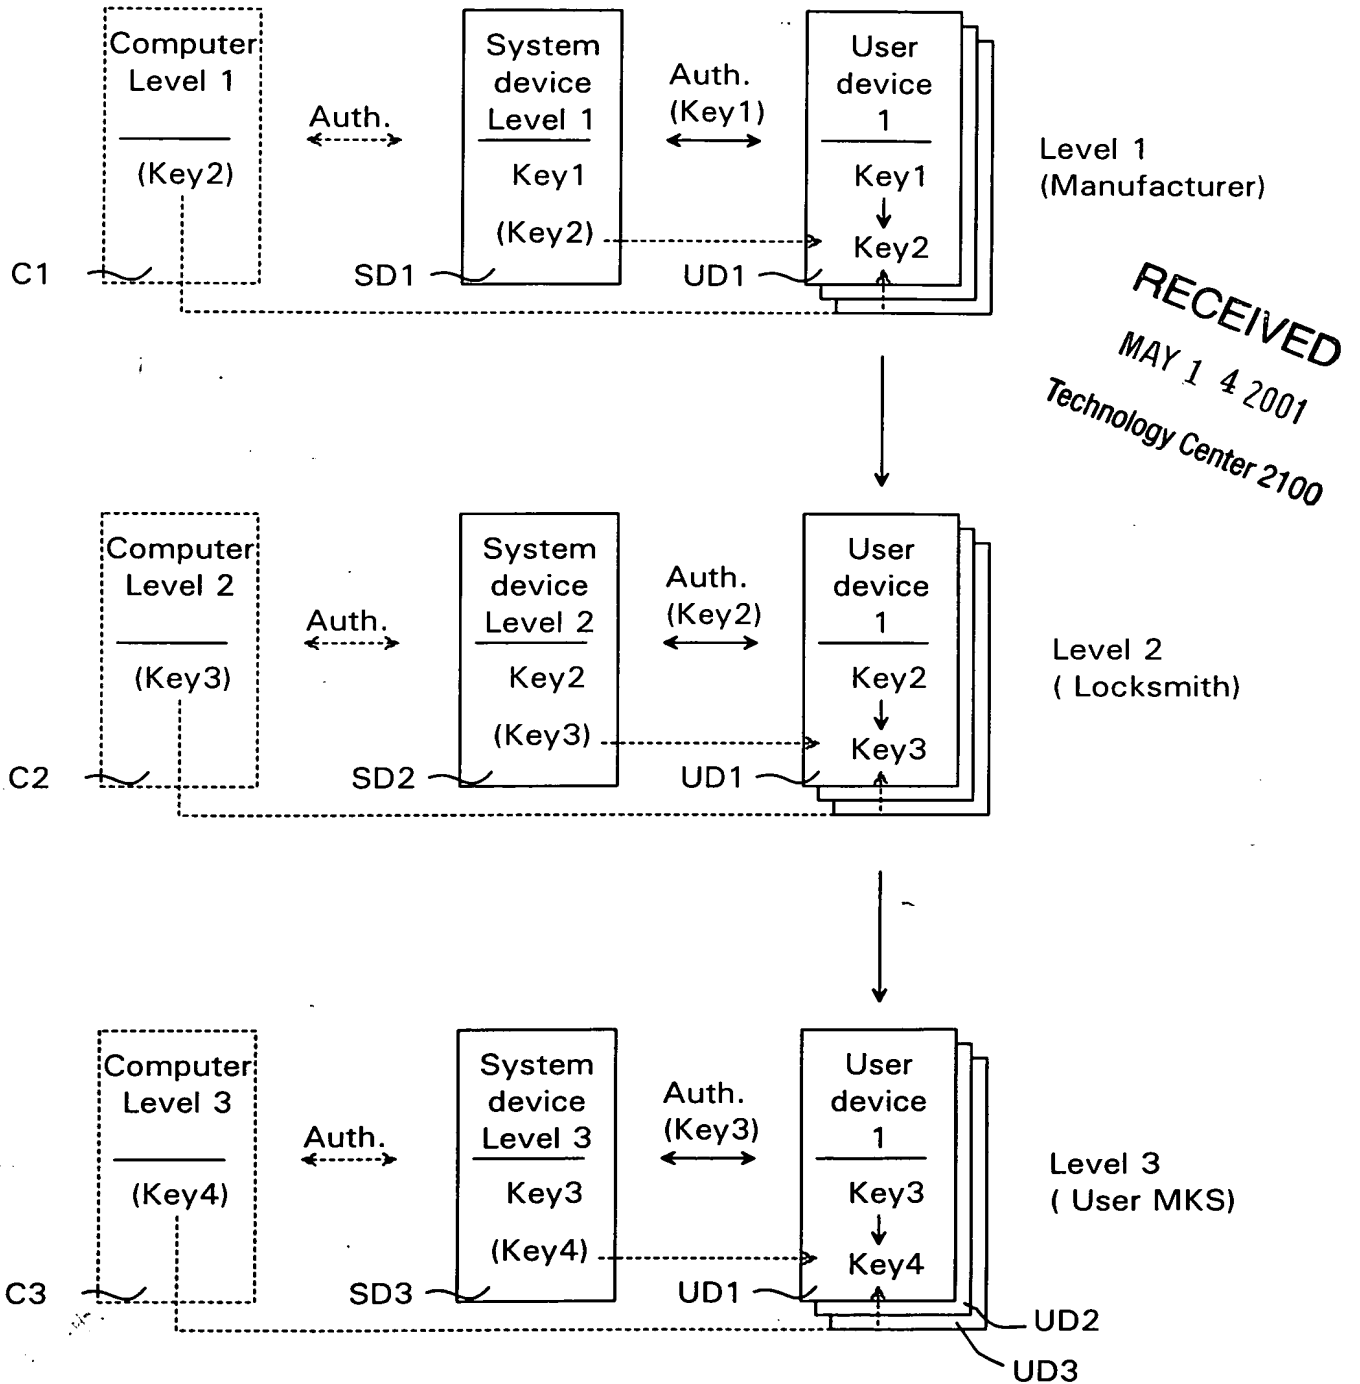 Computer
Level 1
(Key2)
C1
Auth.
System
device
Level 1
Key1
(Key2)
SD1
Auth.
(Key1)
User
device
1
Key1
Key2
UD1
Level 1
(Manufacturer)
RECEIVED
MAY 14 2001
Technology Center 2100
Computer
Level 2
(Key3)
C2
Auth.
System
device
Level 2
Key2
(Key3)
SD2
Auth.
(Key2)
User
device
1
Key2
Key3
UD1
Level 2
( Locksmith)
Computer
Level 3
(Key4)
C3
Auth.
System
device
Level 3
Key3
(Key4)
SD3
Auth.
(Key3)
User
device
1
Key3
Key4
UD1
UD2
UD3
Level 3
( User MKS)